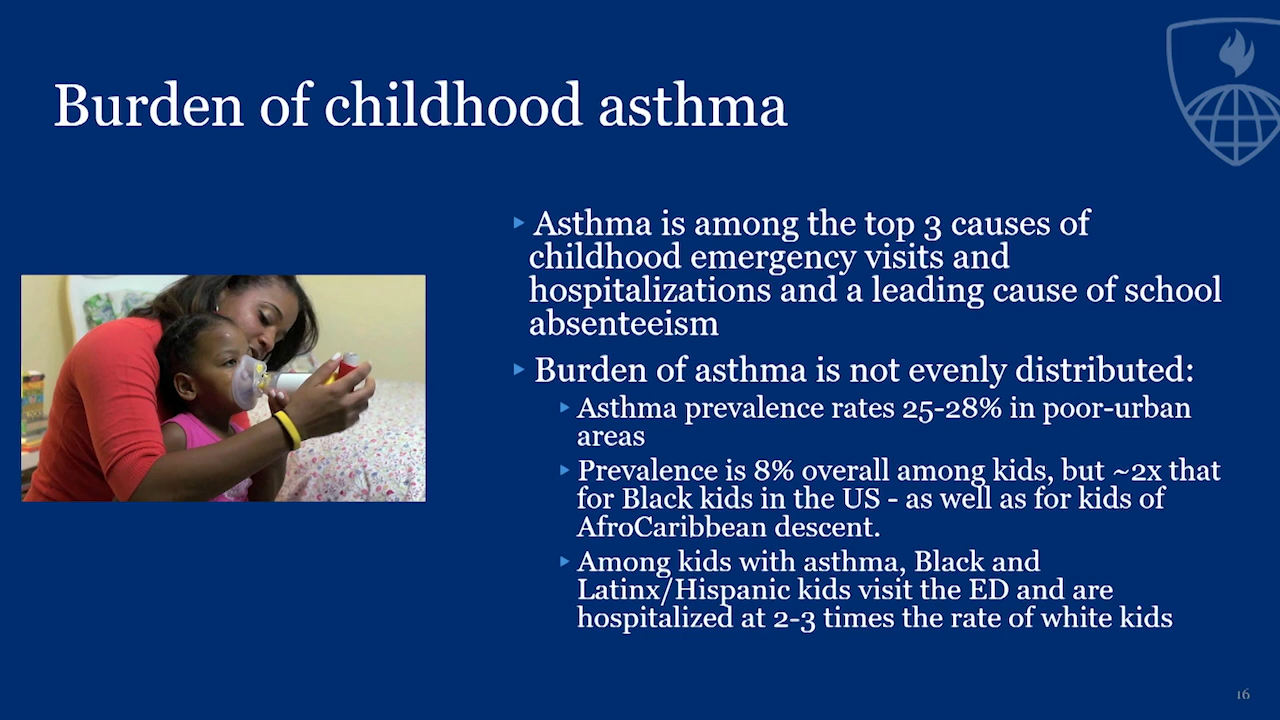 Burden of childhood asthma
Asthma is among the top 3 causes of
childhood emergency visits and
hospitalizations and a leading cause of school
absenteeism
Burden of asthma is not evenly distributed:
Asthma prevalence rates 25-28% in poor-urban
areas
Prevalence is 8% overall among kids, but ~2x that
for Black kids in the US - as well as for kids of
AfroCaribbean descent.
Among kids with asthma, Black and
Latinx/Hispanic kids visit the ED and are
hospitalized at 2-3 times the rate of white kids
16